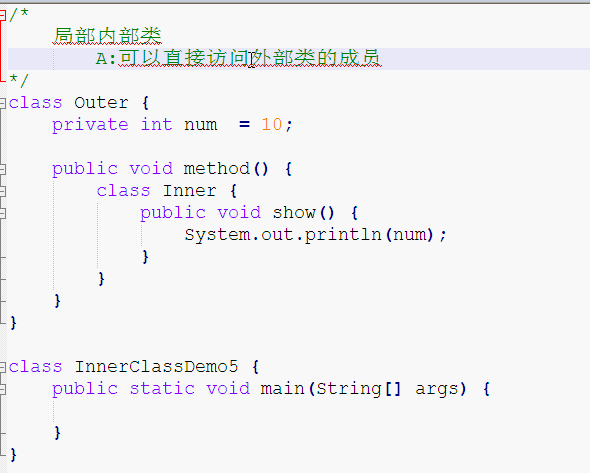 /*
    局部内部类
        A:可以直接访问外部类的成员
*/
class Outer {
    private int num  = 10;
    public void method() {
        class Inner {
            public void show() {
                System.out.println(num);
            }
        }
    }
}
class InnerClassDemo5 {
    public static void main(String[] args) {
    }
}